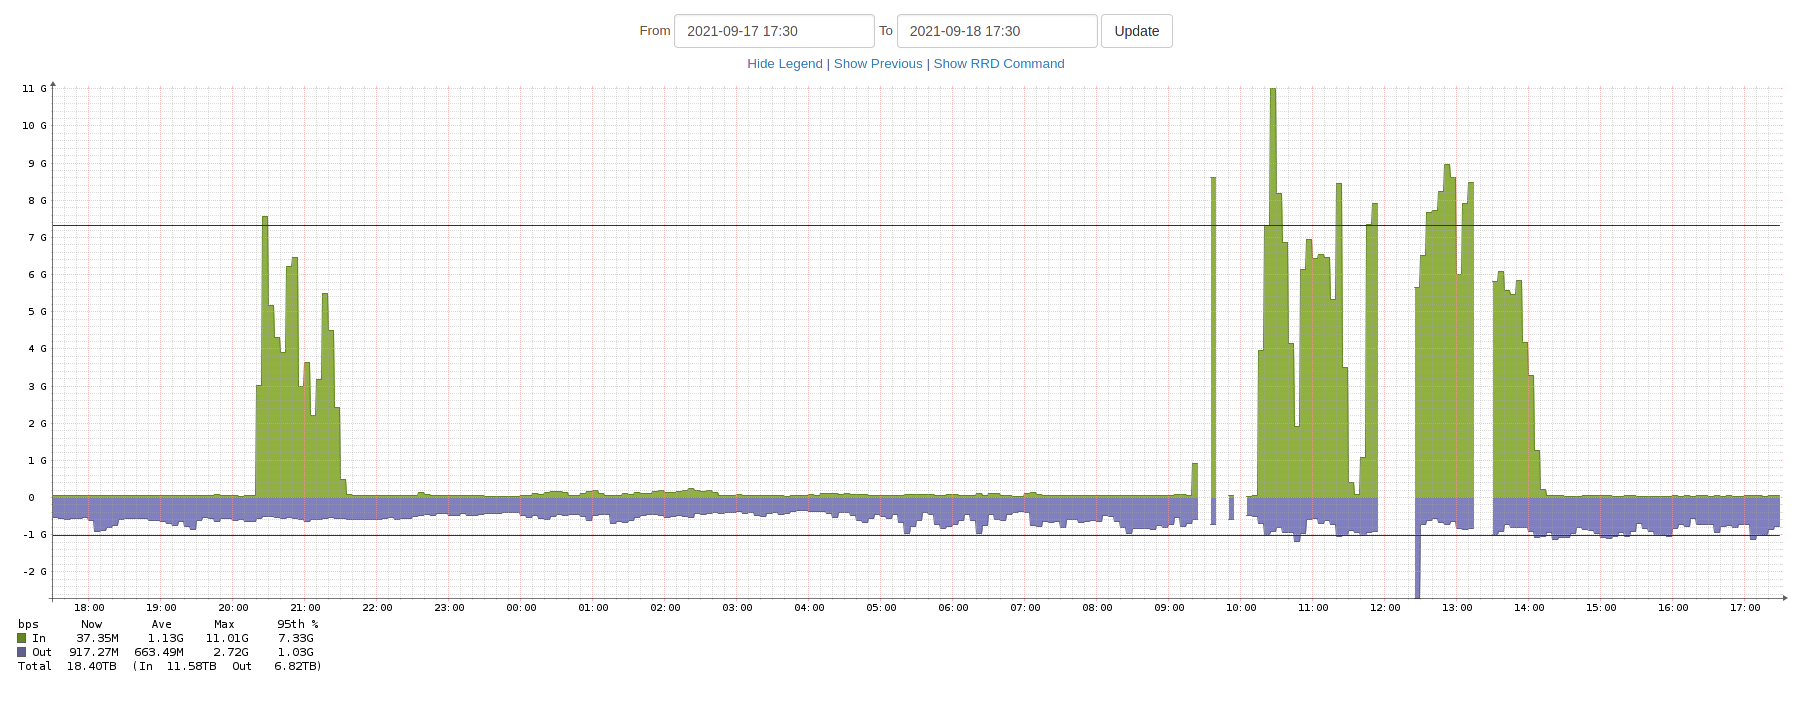 From 2021-09-17 17:30 To 2021-09-18 17:30 Update
Hide Legend | Show Previous | Show RRD Command
11 G
10 G
9 G
8 G
7 G
6 G
5 G
4 G
3 G
2 G
1 G
0
-1 G
-2 G
18:00 19:00 20:00 21:00 22:00 23:00 00:00 01:00 02:00 03:00 04:00 05:00 06:00 07:00 08:00 09:00 10:00 11:00 12:00 13:00 14:00 15:00 16:00 17:00
bps Now Ave Max 95th %
In 37.35M 1.13G 11.01G 7.33G
Out 917.27M 663.49M 2.72G 1.03G
Total 18.40TB (In 11.58TB Out 6.82TB)